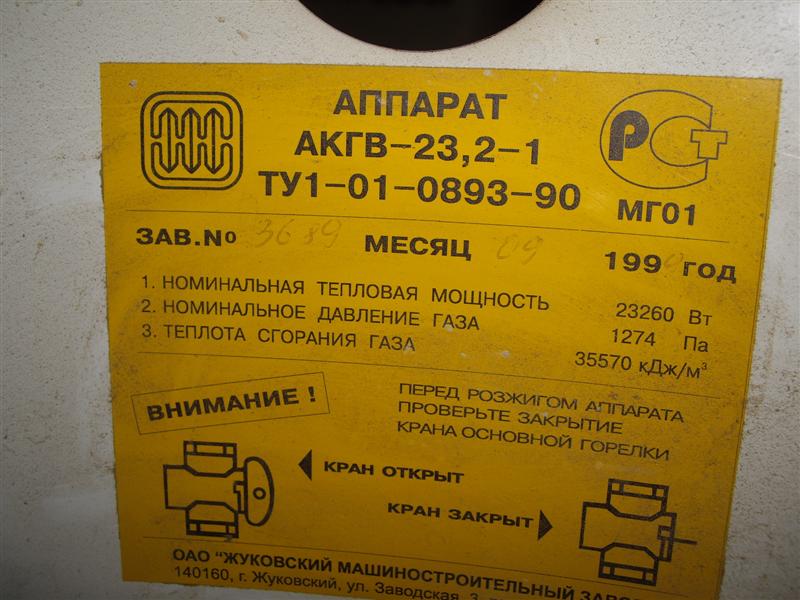 АППАРАТ
АКГВ-23,2-1
ТУ1-01-0893-90
РСТ
МГ01
ЗАВ.№ 3689 МЕСЯЦ 09 199 ГОД
1. НОМИНАЛЬНАЯ ТЕПЛОВАЯ МОЩНОСТЬ 23260 Вт
2. НОМИНАЛЬНОЕ ДАВЛЕНИЕ ГАЗА 1274 Па
3. ТЕПЛОТА СГОРАНИЯ ГАЗА 35570 кДж/м³
ВНИМАНИЕ !
ПЕРЕД РОЗЖИГОМ АППАРАТА
ПРОВЕРЬТЕ ЗАКРЫТИЕ
КРАНА ОСНОВНОЙ ГОРЕЛКИ
КРАН ОТКРЫТ
КРАН ЗАКРЫТ
ОАО "ЖУКОВСКИЙ МАШИНОСТРОИТЕЛЬНЫЙ
140160, г. Жуковский, ул. Заводская, 3,